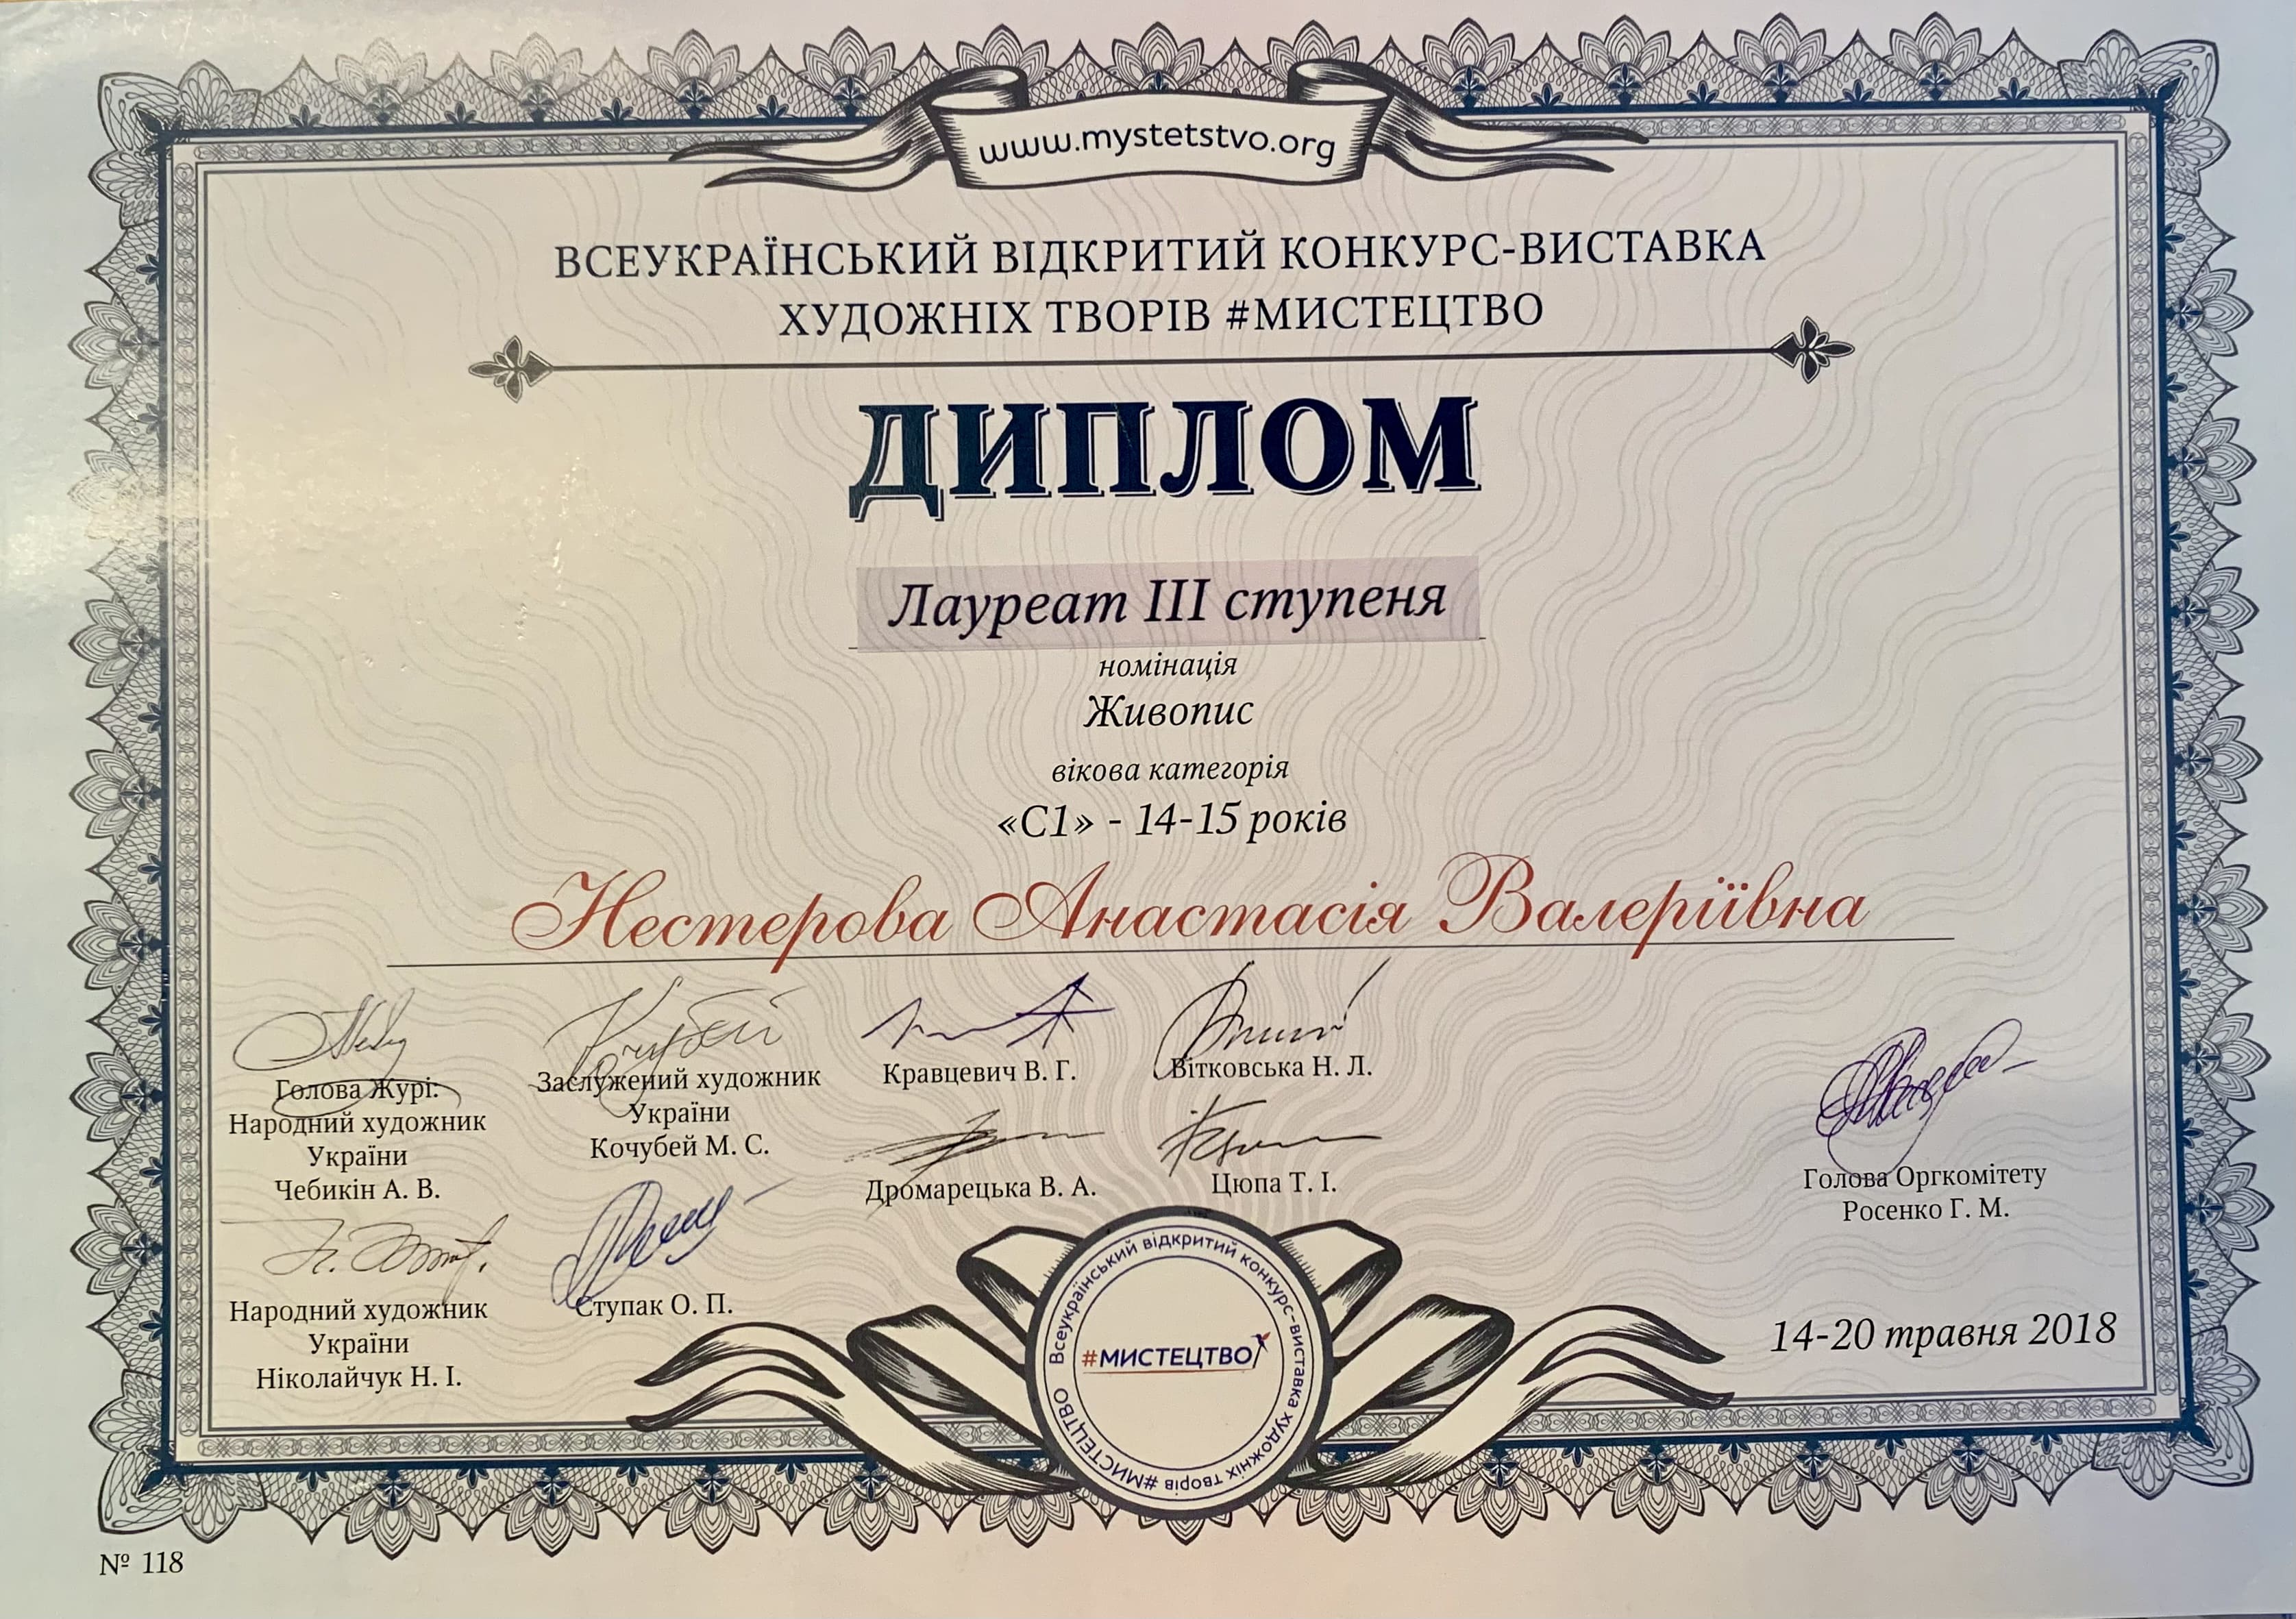 www.mystetstvo.org
ВСЕУКРАЇНСЬКИЙ ВІДКРИТИЙ КОНКУРС-ВИСТАВКА
ХУДОЖНІХ ТВОРІВ #МИСТЕЦТВО
ДИПЛОМ
Лауреат III ступеня
номінація
Живопис
вікова категорія
«С1» - 14-15 років
Нестерова Анастасія Валеріївна
Голова Журі:
Народний художник
України
Чебикін А. В.
Заслужений художник
України
Кочубей М. С.
Кравцевич В. Г.
Вітковська Н. Л.
Дромарецька В. А.
Цюпа Т. І.
Голова Оргкомітету
Росенко Г. М.
Народний художник
України
Ніколайчук Н. І.
Ступак О. П.
Всеукраїнський відкритий конкурс-виставка художніх творів #МИСТЕЦТВО
#МИСТЕЦТВО
14-20 травня 2018
№ 118